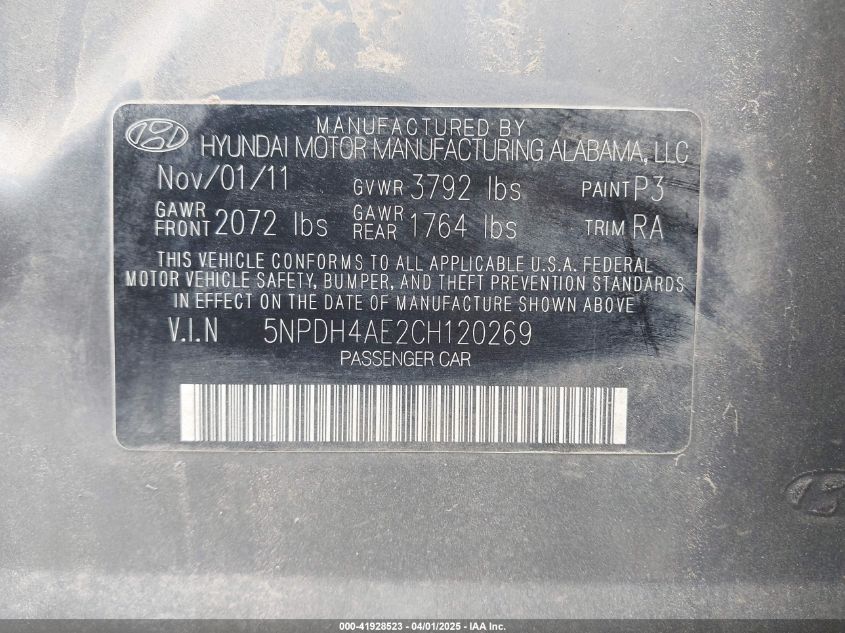 MANUFACTURED BY
HYUNDAI MOTOR MANUFACTURING ALABAMA, LLC
Nov/01/11 GVWR 3792 lbs PAINT P3
GAWR FRONT 2072 lbs GAWR REAR 1764 lbs TRIM RA
THIS VEHICLE CONFORMS TO ALL APPLICABLE U.S.A. FEDERAL
MOTOR VEHICLE SAFETY, BUMPER, AND THEFT PREVENTION STANDARDS
IN EFFECT ON THE DATE OF MANUFACTURE SHOWN ABOVE
V.I.N 5NPDH4AE2CH120269
PASSENGER CAR
000-41928523 - 04/01/2025 - IAA Inc.